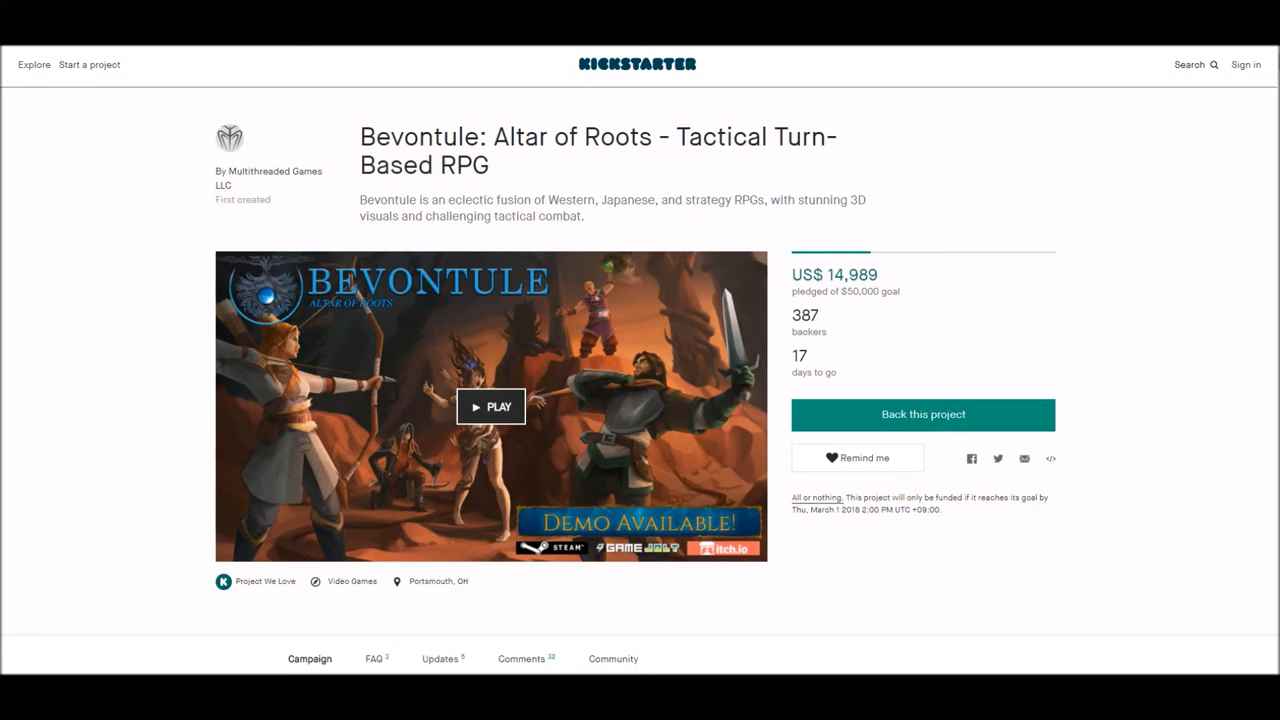 Explore Start a project
KICKSTARTER
Search Sign in
By Multithreaded Games
LLC
First created
Bevontule: Altar of Roots - Tactical Turn-
Based RPG
Bevontule is an eclectic fusion of Western, Japanese, and strategy RPGs, with stunning 3D
visuals and challenging tactical combat.
BEVONTULE
ALTAR OF ROOTS
PLAY
DEMO AVAILABLE!
STEAM GAME JOLT itch.io
US$ 14,989
pledged of $50,000 goal
387
backers
17
days to go
Back this project
Remind me
All or nothing. This project will only be funded if it reaches its goal by
Thu, March 1 2018 2:00 PM UTC +09:00.
Project We Love Video Games Portsmouth, OH
Campaign FAQ 3 Updates 5 Comments 32 Community